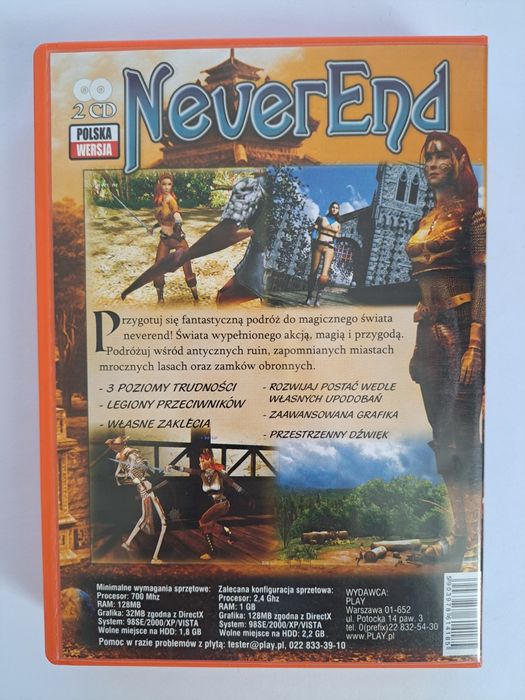 NeverEnd
2 CD
POLSKA
WERSJA
Przygotuj się fantastyczną podróż do magicznego świata
neverend! Świata wypełnionego akcją, magią i przygodą.
Podróżuj wśród antycznych ruin, zapomnianych miastach
mrocznych lasach oraz zamków obronnych.
- 3 POZIOMY TRUDNOŚCI
- LEGIONY PRZECIWNIKÓW
- WŁASNE ZAKLĘCIA
- ROZWIJAJ POSTAĆ WEDLE
WŁASNYCH UPODOBAŃ
- ZAAWANSOWANA GRAFIKA
- PRZESTRZENNY DŹWIĘK
Minimalne wymagania sprzętowe:
Procesor: 700 Mhz
RAM: 128MB
Grafika: 32MB zgodna z DirectX
System: 98SE/2000/XP/VISTA
Wolne miejsce na HDD: 1,8 GB
Zalecana konfiguracja sprzetowa:
Procesor: 2,4 Ghz
RAM: 1 GB
Grafika: 128MB zgodna z DirectX
System: 98SE/2000/XP/VISTA
Wolne miejsce na HDD: 2,2 GB
Pomoc w razie problemów z płytą: tester@play.pl, 022 833-39-10
WYDAWCA:
PLAY
Warszawa 01-652
ul. Potocka 14 paw. 3
tel. 0(prefix)22 832-54-30
www.PLAY.pl